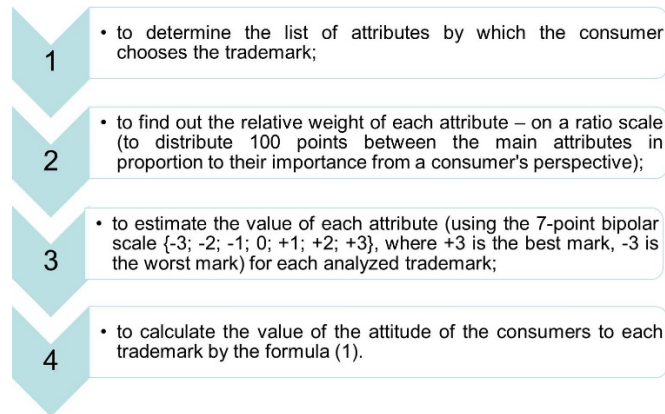 1
• to determine the list of attributes by which the consumer
chooses the trademark;
2
• to find out the relative weight of each attribute – on a ratio scale
(to distribute 100 points between the main attributes in
proportion to their importance from a consumer's perspective);
3
• to estimate the value of each attribute (using the 7-point bipolar
scale {-3; -2; -1; 0; +1; +2; +3}, where +3 is the best mark, -3 is
the worst mark) for each analyzed trademark;
4
• to calculate the value of the attitude of the consumers to each
trademark by the formula (1).